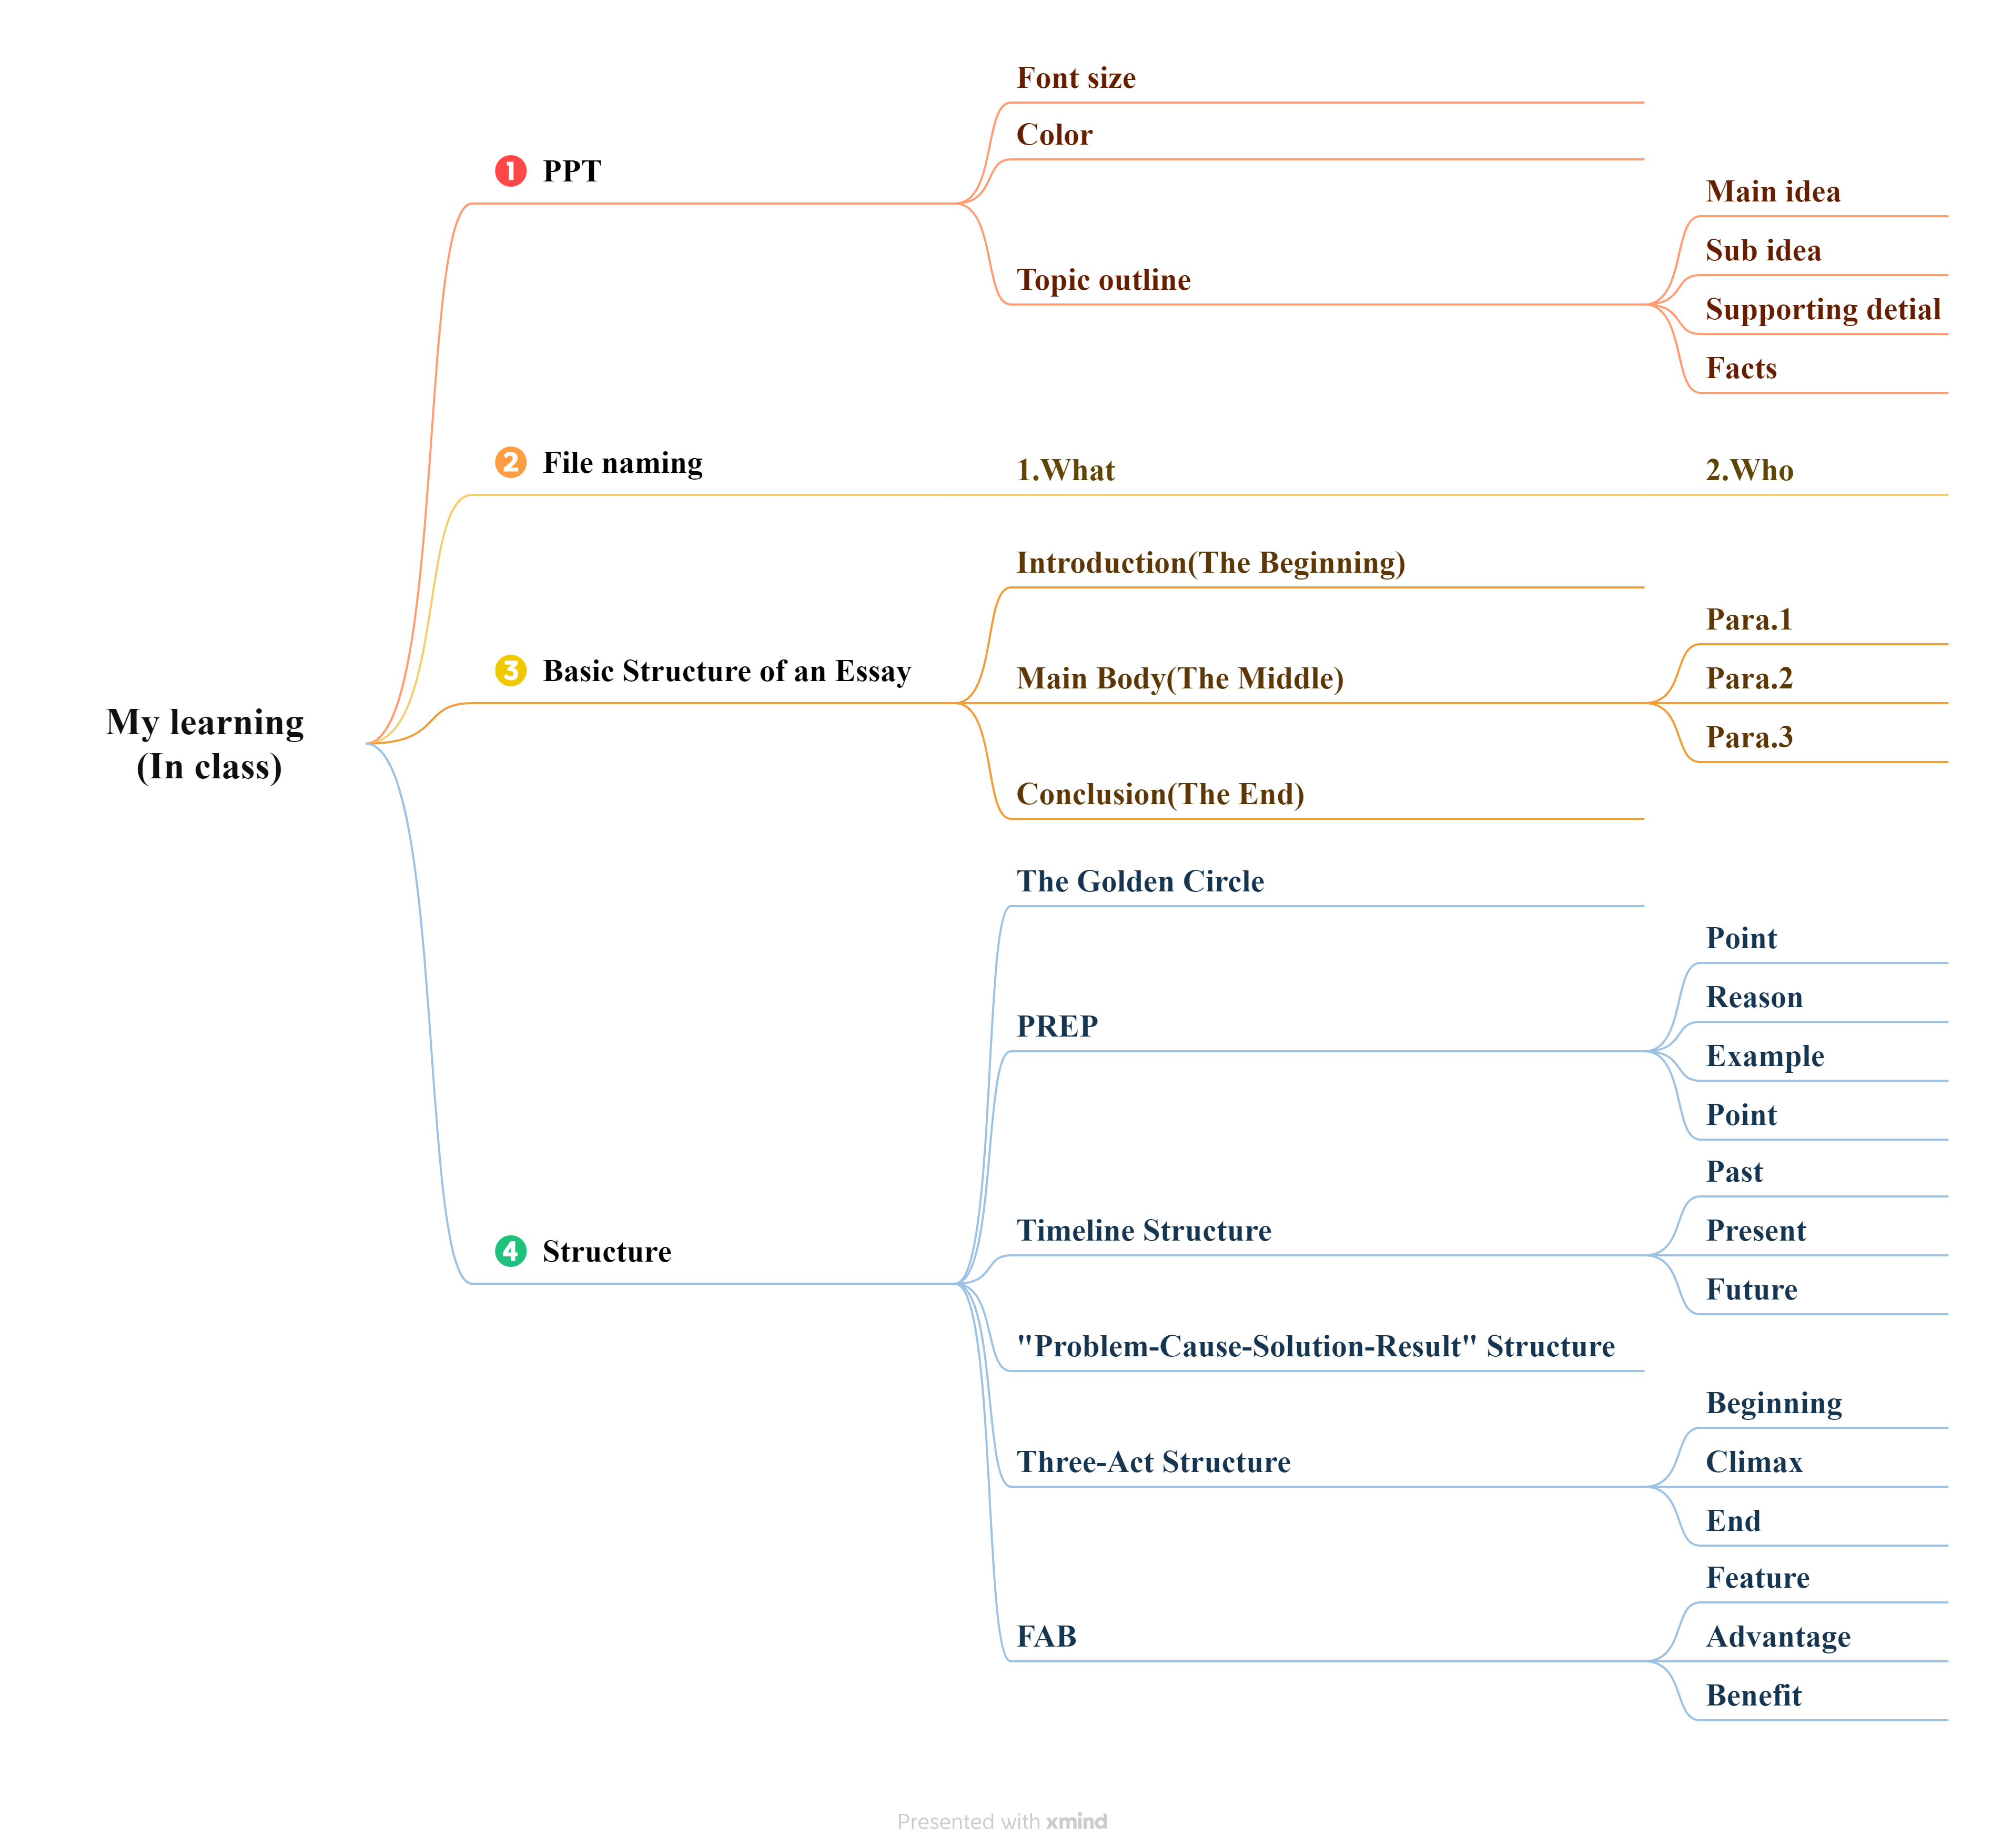 My learning
(In class)
1 PPT
Font size
Color
Topic outline
Main idea
Sub idea
Supporting detial
Facts
2 File naming
1.What
2.Who
3 Basic Structure of an Essay
Introduction(The Beginning)
Main Body(The Middle)
Para.1
Para.2
Para.3
Conclusion(The End)
4 Structure
The Golden Circle
PREP
Point
Reason
Example
Point
Timeline Structure
Past
Present
Future
"Problem-Cause-Solution-Result" Structure
Three-Act Structure
Beginning
Climax
End
FAB
Feature
Advantage
Benefit
Presented with xmind